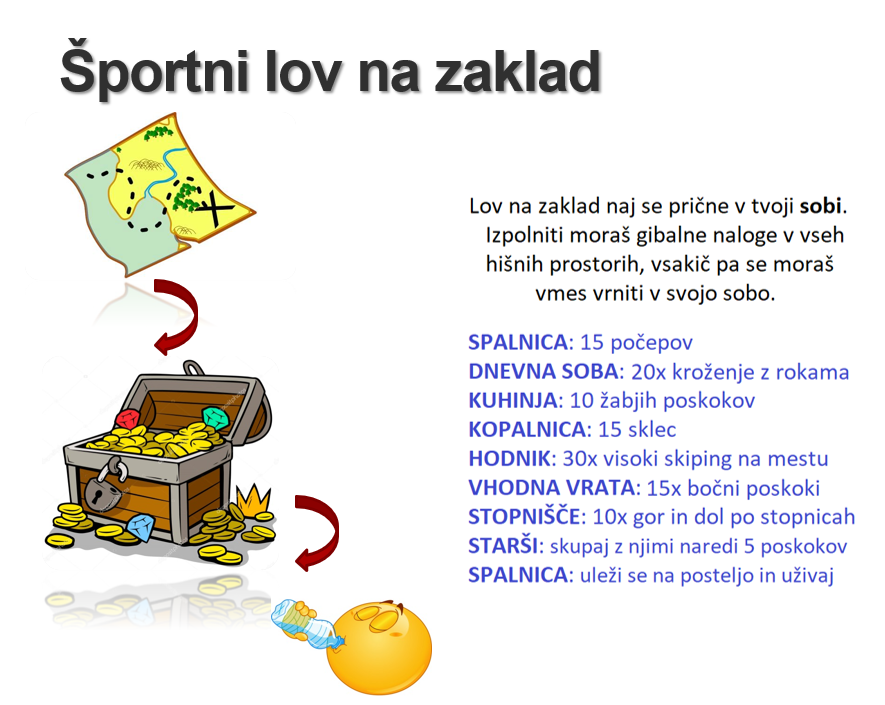 Športni lov na zaklad
Lov na zaklad naj se prične v tvoji sobi.
Izpolniti moraš gibalne naloge v vseh
hišnih prostorih, vsakič pa se moraš
vmes vrniti v svojo sobo.
SPALNICA: 15 počepov
DNEVNA SOBA: 20x kroženje z rokama
KUHINJA: 10 žabjih poskokov
KOPALNICA: 15 sklec
HODNIK: 30x visoki skiping na mestu
VHODNA VRATA: 15x bočni poskoki
STOPNIŠČE: 10x gor in dol po stopnicah
STARŠI: skupaj z njimi naredi 5 poskokov
SPALNICA: uleži se na posteljo in uživaj